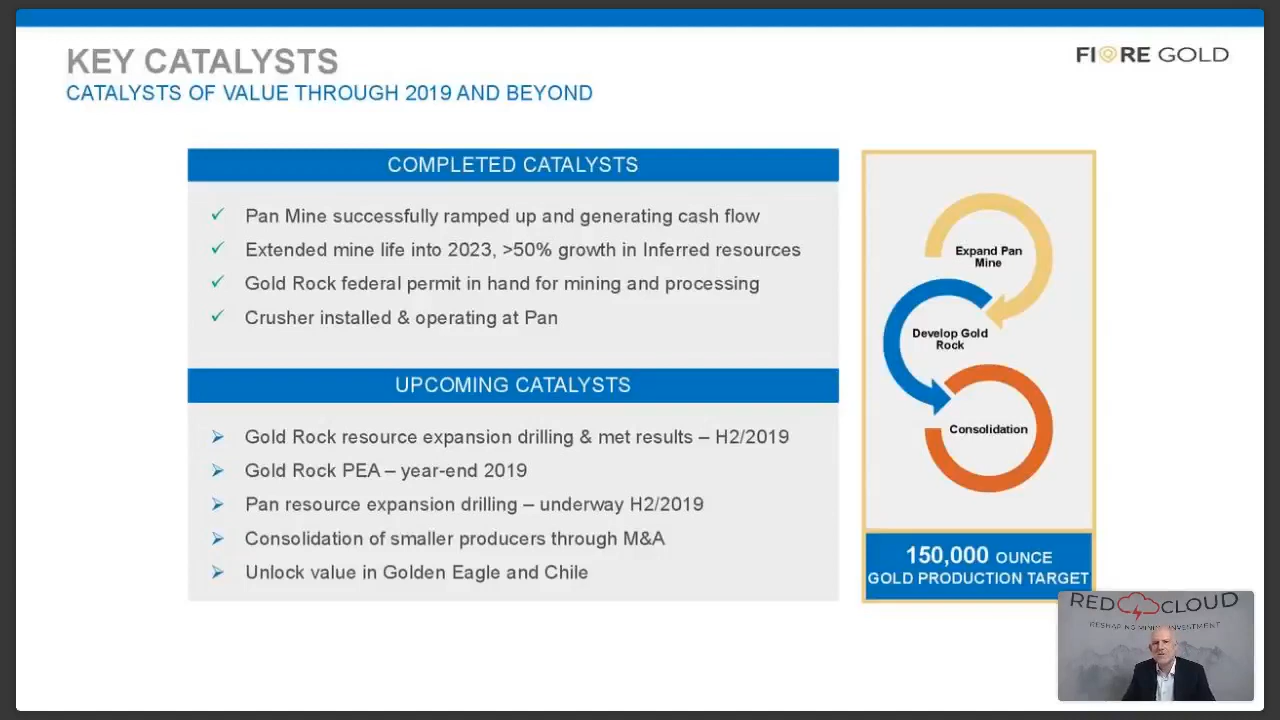 KEY CATALYSTS
CATALYSTS OF VALUE THROUGH 2019 AND BEYOND
FIORE GOLD
COMPLETED CATALYSTS
✓ Pan Mine successfully ramped up and generating cash flow
✓ Extended mine life into 2023, >50% growth in Inferred resources
✓ Gold Rock federal permit in hand for mining and processing
✓ Crusher installed & operating at Pan
UPCOMING CATALYSTS
➢ Gold Rock resource expansion drilling & met results – H2/2019
➢ Gold Rock PEA – year-end 2019
➢ Pan resource expansion drilling – underway H2/2019
➢ Consolidation of smaller producers through M&A
➢ Unlock value in Golden Eagle and Chile
Expand Pan
Mine
Develop Gold
Rock
Consolidation
150,000 OUNCE
GOLD PRODUCTION TARGET
RED CLOUD
RESHAPING MINING INVESTMENT